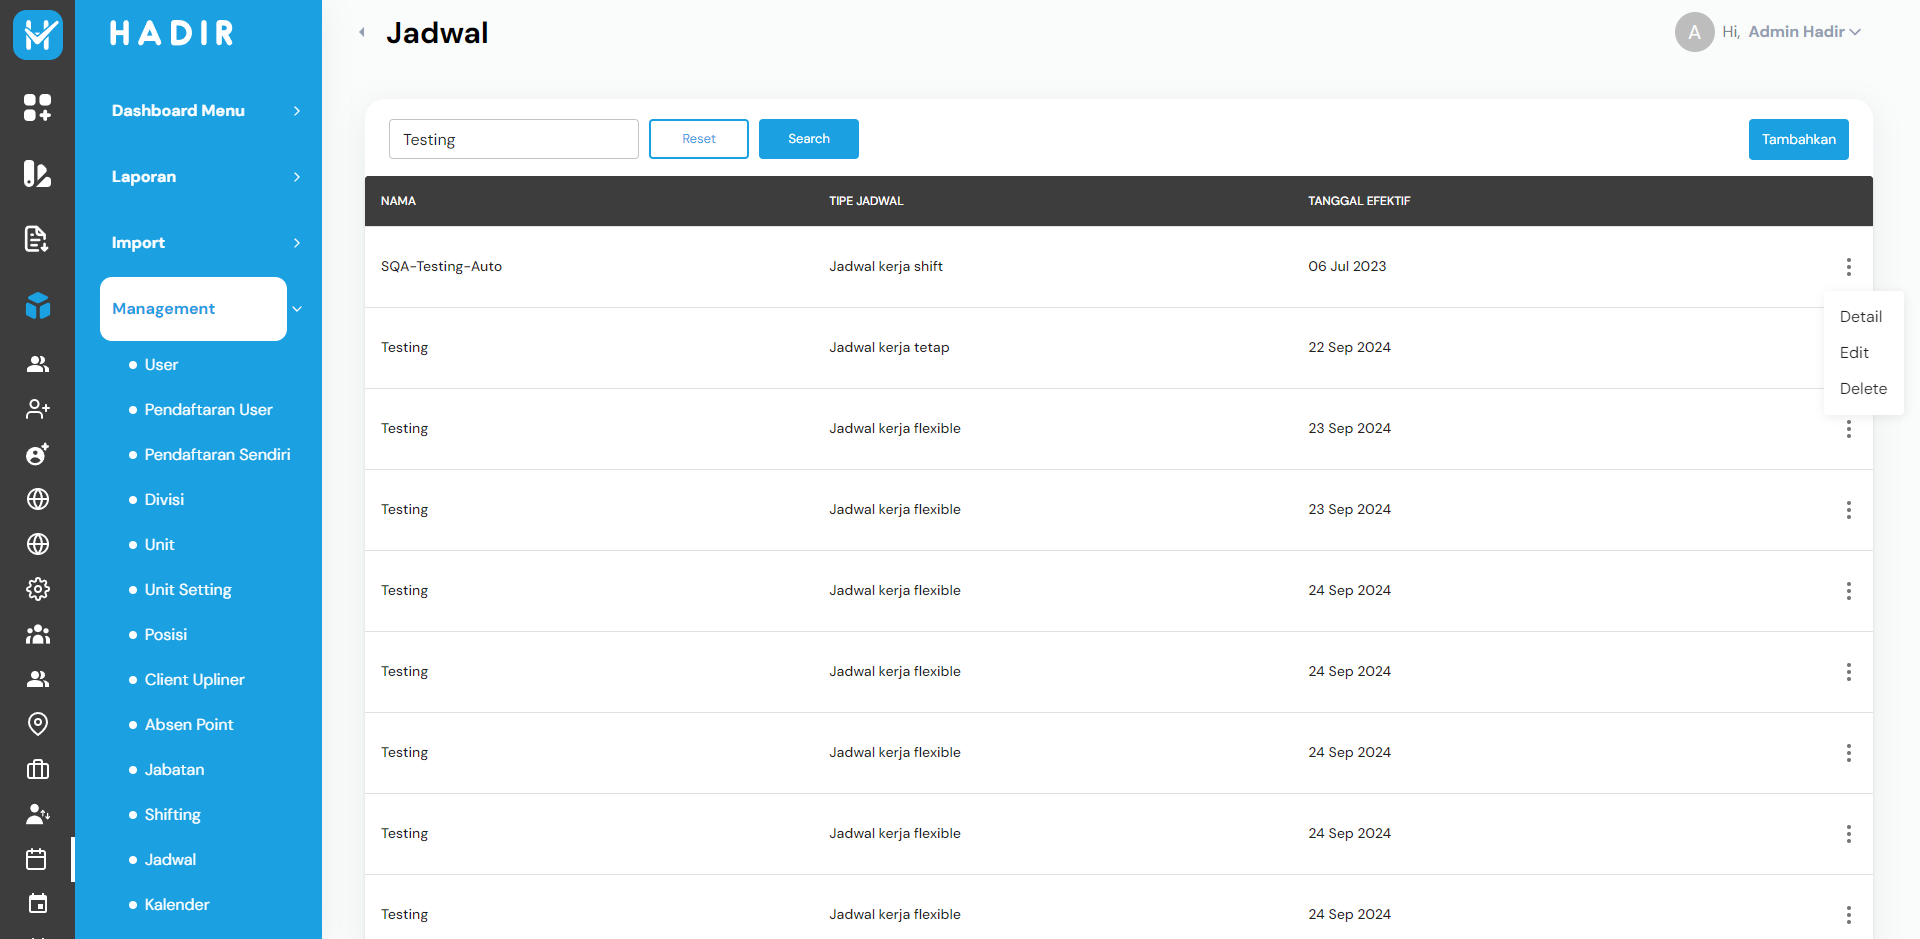 HADIR
Jadwal
A
Hi, Admin Hadir
Dashboard Menu
Laporan
Import
Management
User
Pendaftaran User
Pendaftaran Sendiri
Divisi
Unit
Unit Setting
Posisi
Client Upliner
Absen Point
Jabatan
Shifting
Jadwal
Kalender
Testing
Reset
Search
Tambahkan
NAMA TIPE JADWAL TANGGAL EFEKTIF
SQA-Testing-Auto Jadwal kerja shift 06 Jul 2023
Testing Jadwal kerja tetap 22 Sep 2024
Testing Jadwal kerja flexible 23 Sep 2024
Testing Jadwal kerja flexible 23 Sep 2024
Testing Jadwal kerja flexible 24 Sep 2024
Testing Jadwal kerja flexible 24 Sep 2024
Testing Jadwal kerja flexible 24 Sep 2024
Testing Jadwal kerja flexible 24 Sep 2024
Testing Jadwal kerja flexible 24 Sep 2024
Detail
Edit
Delete